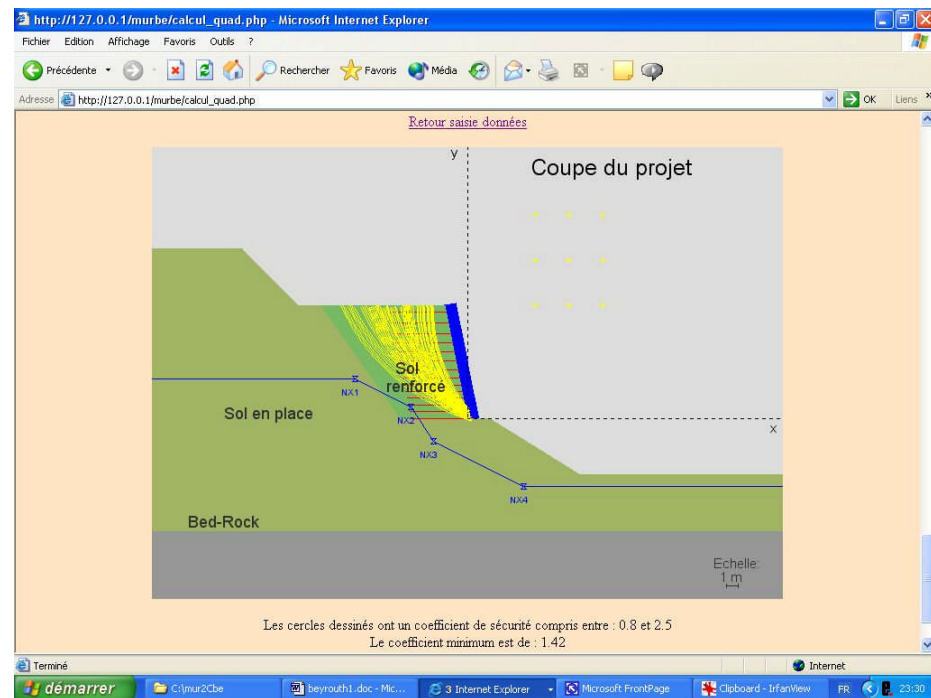 http://127.0.0.1/murbe/calcul_quad.php - Microsoft Internet Explorer
Fichier Edition Affichage Favoris Outils ?
Précédente Rechercher Favoris Média
Adresse http://127.0.0.1/murbe/calcul_quad.php OK Liens »
Retour saisie données
y
Coupe du projet
Sol
renforcé
NX1
Sol en place
NX2
x
NX3
NX4
Bed-Rock
Echelle:
1 m
Les cercles dessinés ont un coefficient de sécurité compris entre : 0.8 et 2.5
Le coefficient minimum est de : 1.42
Terminé Internet
démarrer C:\mur2Cbe beyrouth1.doc - Mic... 3 Internet Explorer Microsoft FrontPage Clipboard - IrfanView FR 23:30